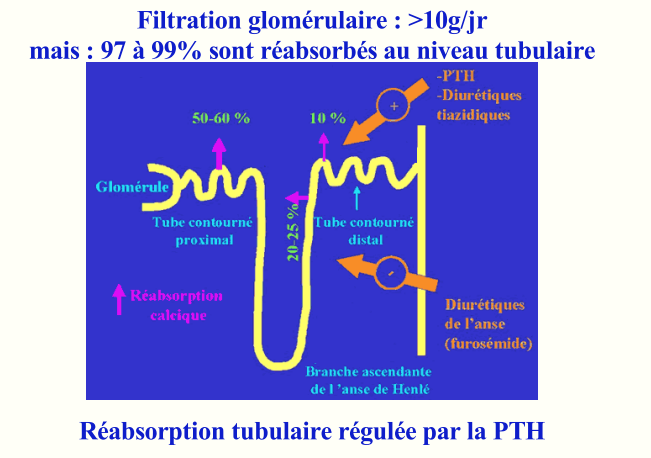 Filtration glomérulaire : >10g/jr
mais : 97 à 99% sont réabsorbés au niveau tubulaire
-PTH
-Diurétiques
tiazidiques
50-60 %
10 %
+
Glomérule
Tube contourné
proximal
20-25 %
Tube contourné
distal
-
Réabsorption
calcique
Diurétiques
de l'anse
(furosémide)
Branche ascendante
de l 'anse de Henlé
Réabsorption tubulaire régulée par la PTH